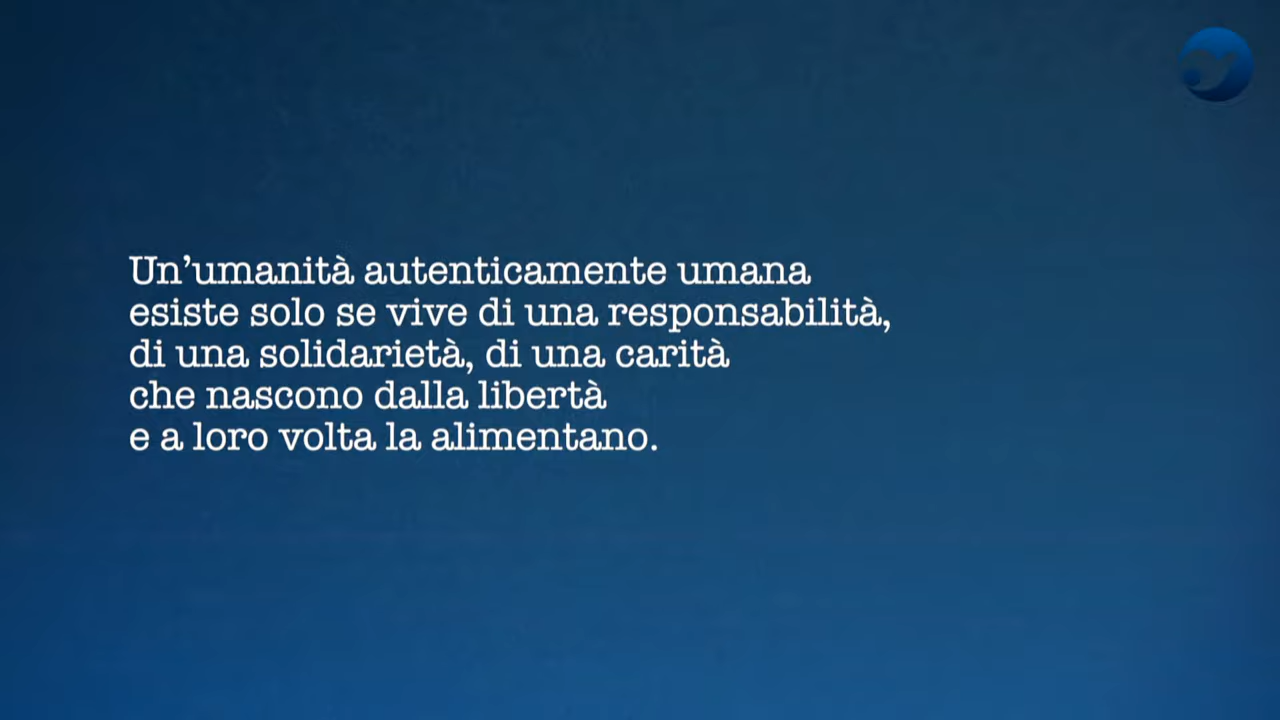 Un’umanità autenticamente umana
esiste solo se vive di una responsabilità,
di una solidarietà, di una carità
che nascono dalla libertà
e a loro volta la alimentano.